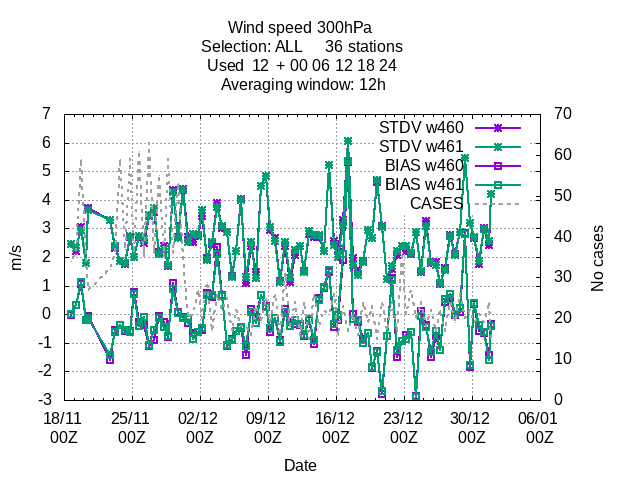 Wind speed 300hPa
Selection: ALL     36 stations
Used  12  + 00 06 12 18 24
Averaging window: 12h
7
6
5
4
3
2
1
0
-1
-2
-3
m/s
70
60
50
40
30
20
10
0
No cases
STDV w460
STDV w461
BIAS w460
BIAS w461
CASES
18/11 25/11 02/12 09/12 16/12 23/12 30/12 06/01
00Z 00Z 00Z 00Z 00Z 00Z 00Z 00Z
Date